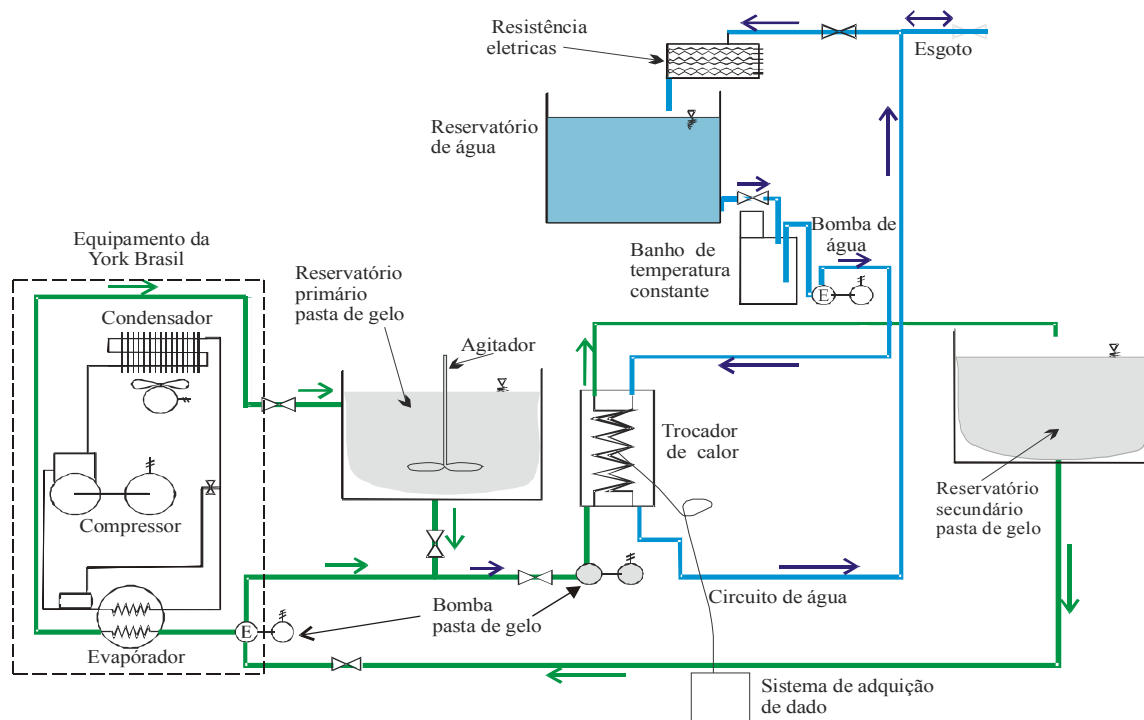 Resistência
eletricas
Esgoto
Reservatório
de água
Bomba de
água
Banho de
temperatura
constante
E
Equipamento da
York Brasil
Condensador
Reservatório
primário
pasta de gelo
Agitador
Trocador
de calor
Compressor
Reservatório
secundário
pasta de gelo
Circuito de água
Bomba
pasta de gelo
E
Evapórador
Sistema de adquição
de dado